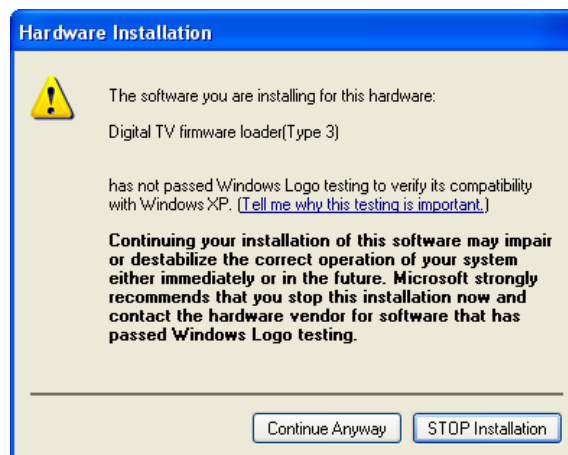 Hardware Installation
The software you are installing for this hardware:
Digital TV firmware loader(Type 3)
has not passed Windows Logo testing to verify its compatibility
with Windows XP. (Tell me why this testing is important.)
Continuing your installation of this software may impair
or destabilize the correct operation of your system
either immediately or in the future. Microsoft strongly
recommends that you stop this installation now and
contact the hardware vendor for software that has
passed Windows Logo testing.
Continue Anyway
STOP Installation